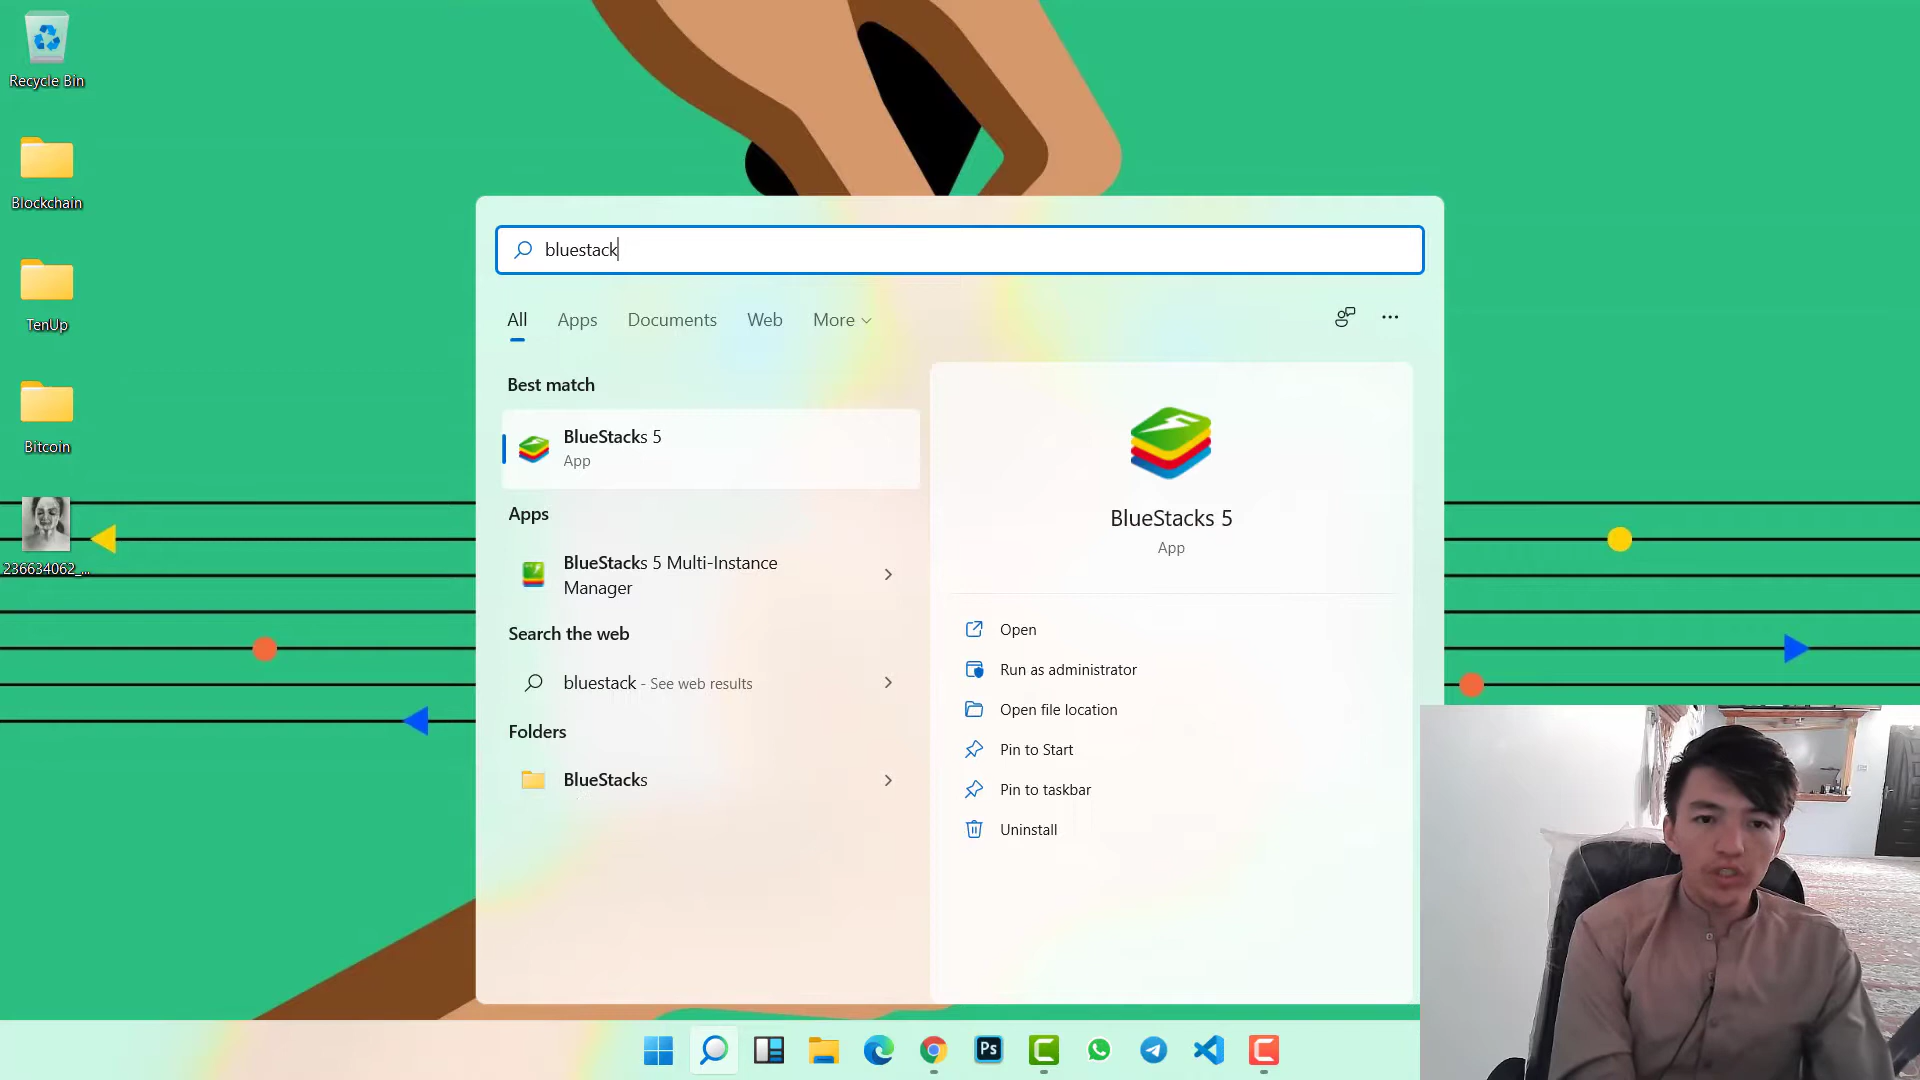 Recycle Bin
Blockchain
TenUp
Bitcoin
236634062_...
bluestack
All
Apps
Documents
Web
More
Best match
BlueStacks 5
App
Apps
BlueStacks 5 Multi-Instance
Manager
Search the web
bluestack - See web results
Folders
BlueStacks
BlueStacks 5
App
Open
Run as administrator
Open file location
Pin to Start
Pin to taskbar
Uninstall
Ps